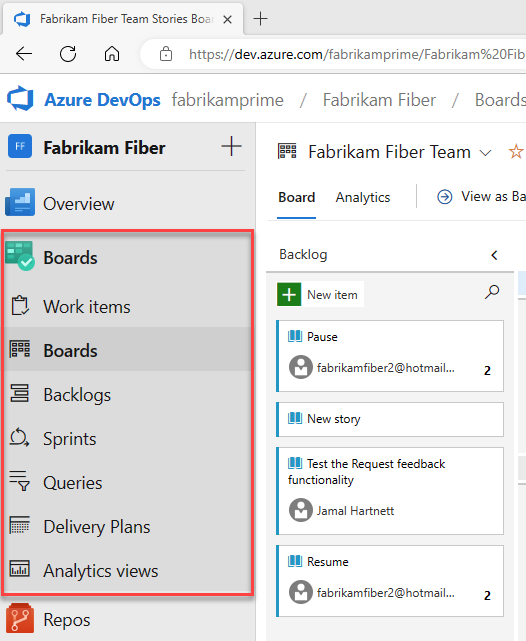 Fabrikam Fiber Team Stories Boa
https://dev.azure.com/fabrikamprime/Fabrikam%20Fib
Azure DevOps fabrikamprime / Fabrikam Fiber / Boards
FF Fabrikam Fiber
Overview
Boards
Work items
Boards
Backlogs
Sprints
Queries
Delivery Plans
Analytics views
Repos
Fabrikam Fiber Team
Board Analytics View as Ba
Backlog
New item
Pause
fabrikamfiber2@hotmail... 2
New story
Test the Request feedback
functionality
Jamal Hartnett
Resume
fabrikamfiber2@hotmail... 2